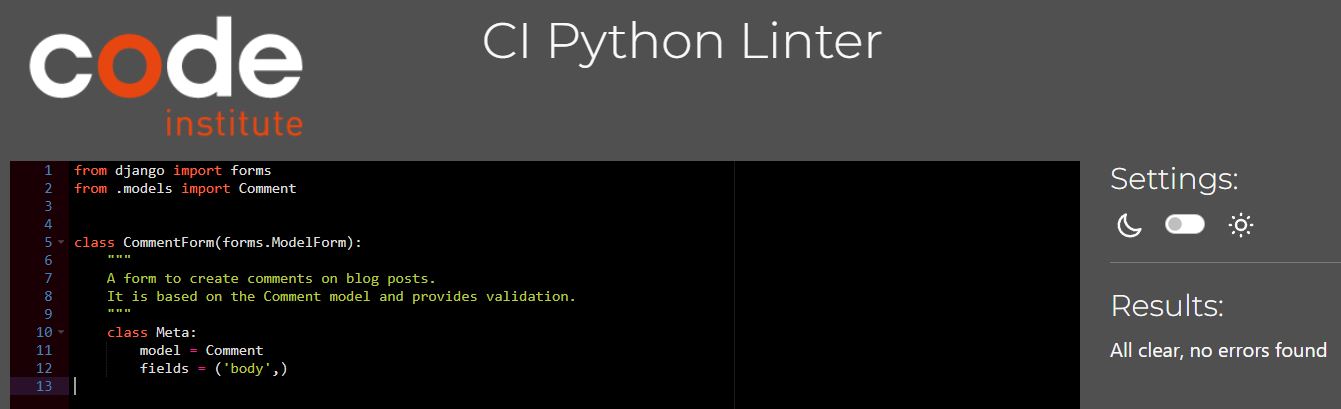 code
institute
CI Python Linter
1 from django import forms
2 from .models import Comment
3
4
5 class CommentForm(forms.ModelForm):
6     """
7     A form to create comments on blog posts.
8     It is based on the Comment model and provides validation.
9     """
10     class Meta:
11         model = Comment
12         fields = ('body',)
13
Settings:
Results:
All clear, no errors found